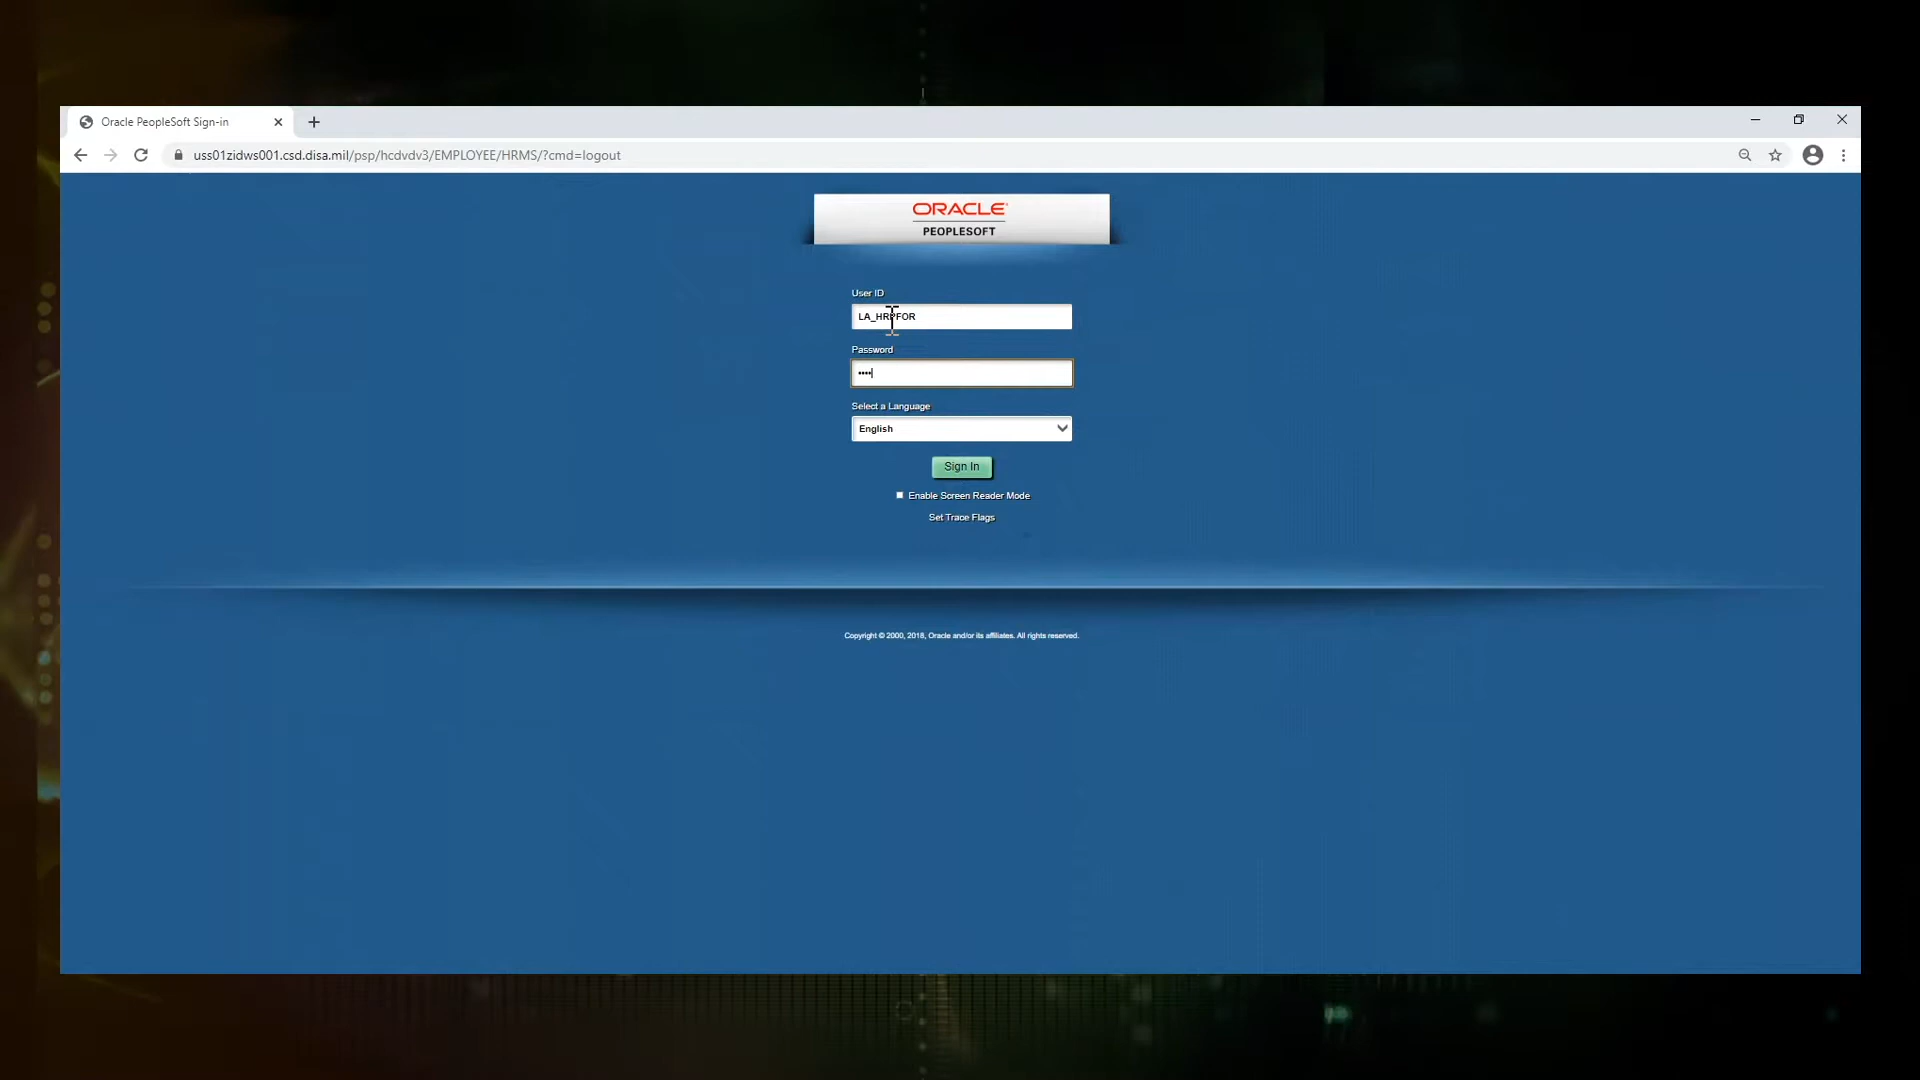 Oracle PeopleSoft Sign-in
uss01zidws001.csd.disa.mil/psp/hcdvdv3/EMPLOYEE/HRMS/?cmd=logout
ORACLE
PEOPLESOFT
User ID
Password
Select a Language
English
Sign In
Enable Screen Reader Mode
Set Trace Flags
Copyright © 2000, 2018, Oracle and/or its affiliates. All rights reserved.